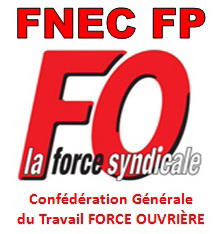 FNEC FP
FO
la force syndicale
Confédération Générale
du Travail FORCE OUVRIÈRE